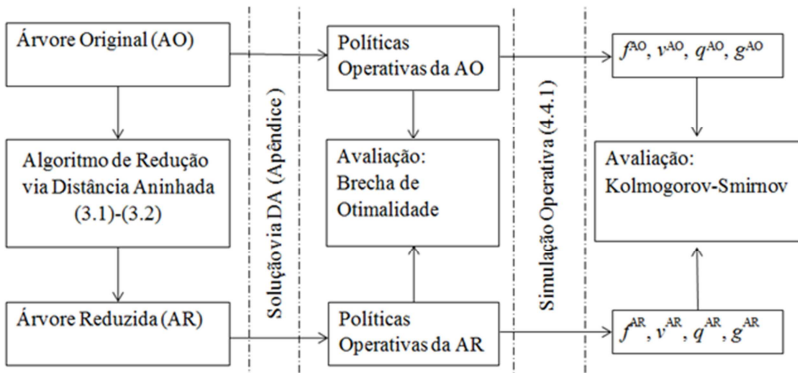 Árvore Original (AO)
Políticas
Operativas da AO
f^AO, v^AO, q^AO, g^AO
Algoritmo de Redução
via Distância Aninhada
(3.1)-(3.2)
Solução via DA (Apêndice)
Avaliação:
Brecha de
Otimalidade
Simulação Operativa (4.4.1)
Avaliação:
Kolmogorov-Smirnov
Árvore Reduzida (AR)
Políticas
Operativas da AR
f^AR, v^AR, q^AR, g^AR